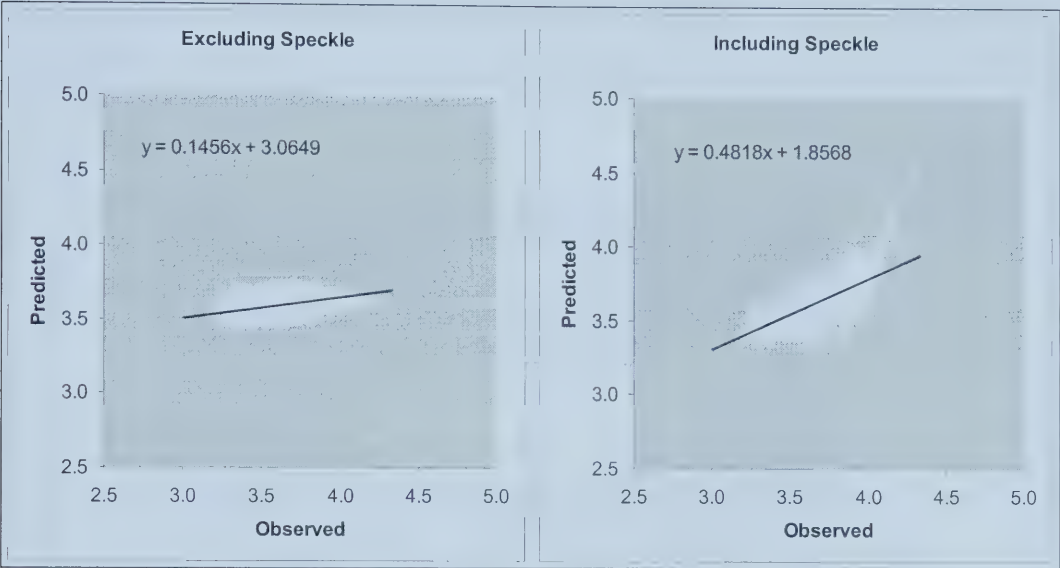 Excluding Speckle
5.0
4.5
4.0
3.5
3.0
2.5
y = 0.1456x + 3.0649
Predicted
2.5 3.0 3.5 4.0 4.5 5.0
Observed
Including Speckle
5.0
4.5
4.0
3.5
3.0
2.5
y = 0.4818x + 1.8568
Predicted
2.5 3.0 3.5 4.0 4.5 5.0
Observed